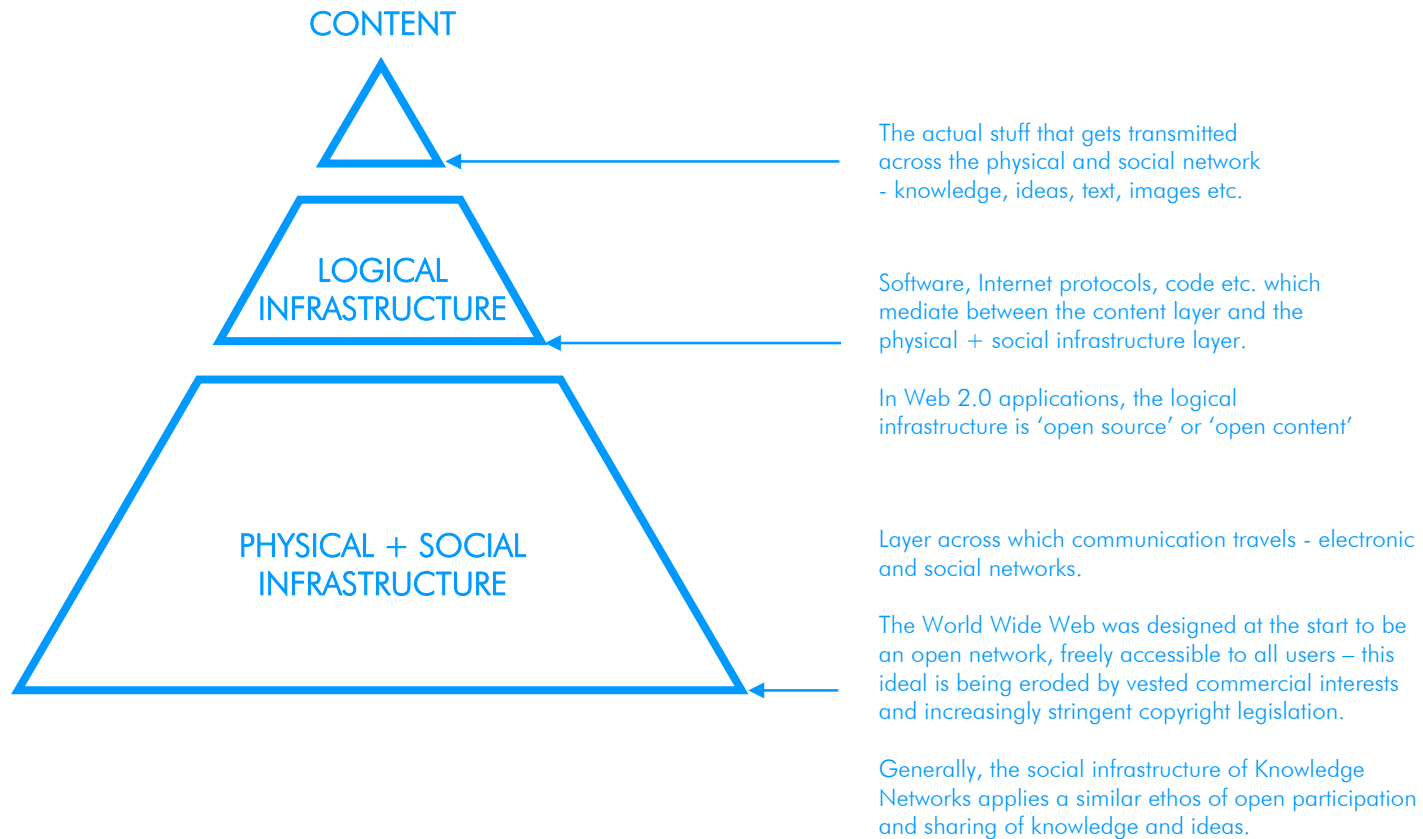 CONTENT
The actual stuff that gets transmitted
across the physical and social network
- knowledge, ideas, text, images etc.
LOGICAL
INFRASTRUCTURE
Software, Internet protocols, code etc. which
mediate between the content layer and the
physical + social infrastructure layer.
In Web 2.0 applications, the logical
infrastructure is ‘open source’ or ‘open content’
PHYSICAL + SOCIAL
INFRASTRUCTURE
Layer across which communication travels - electronic
and social networks.
The World Wide Web was designed at the start to be
an open network, freely accessible to all users – this
ideal is being eroded by vested commercial interests
and increasingly stringent copyright legislation.
Generally, the social infrastructure of Knowledge
Networks applies a similar ethos of open participation
and sharing of knowledge and ideas.